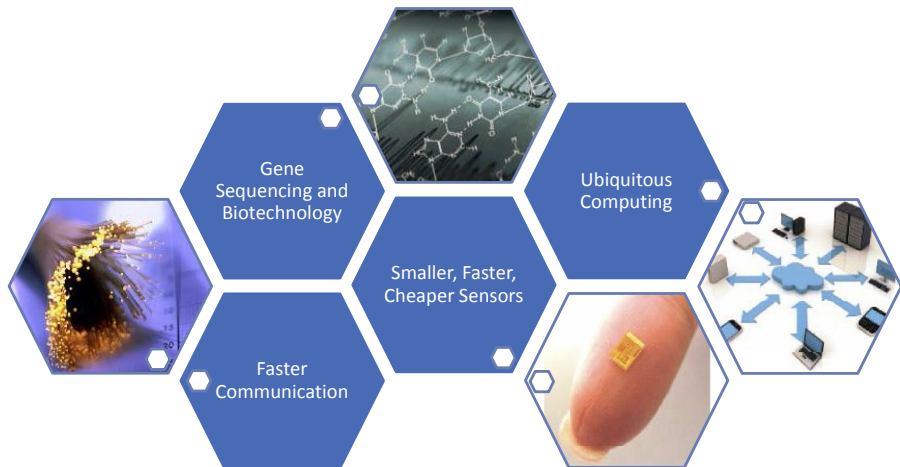 Gene
Sequencing and
Biotechnology
Ubiquitous
Computing
Smaller, Faster,
Cheaper Sensors
Faster
Communication